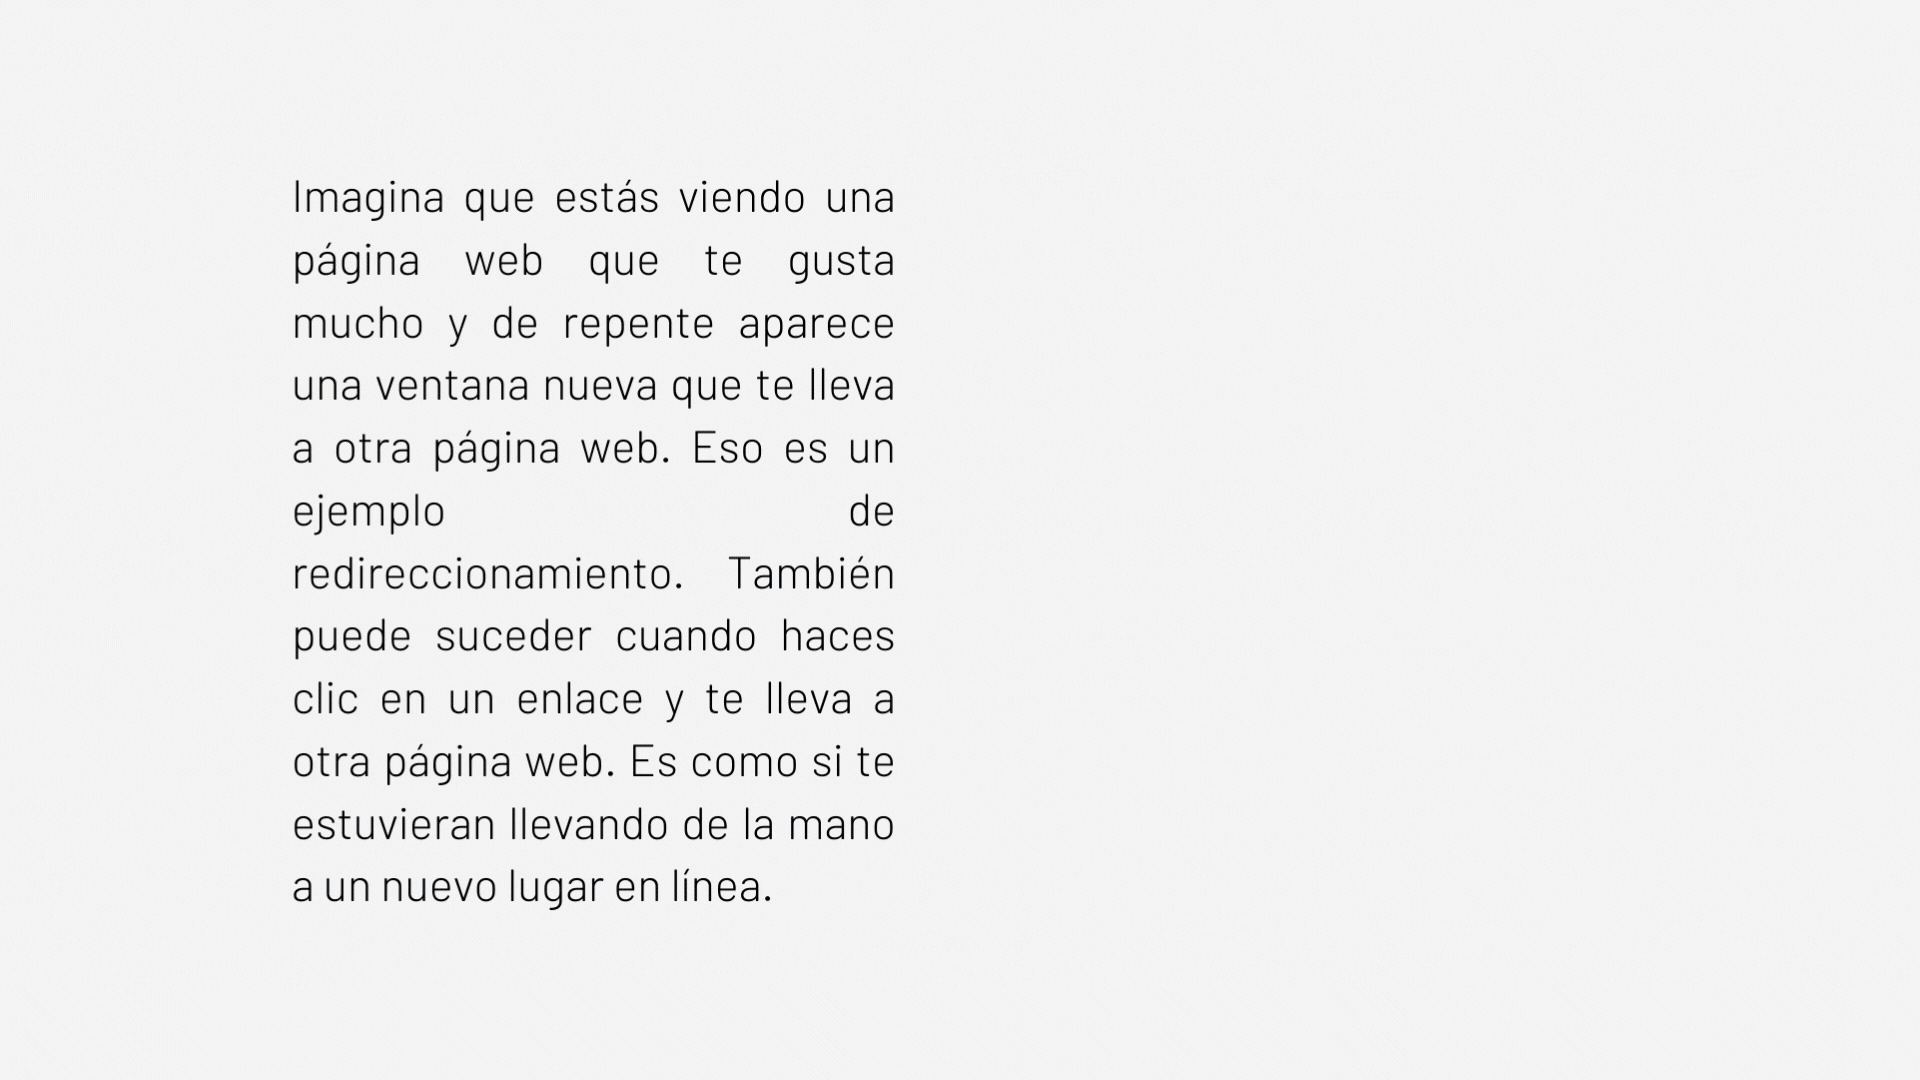 Imagina que estás viendo una
página web que te gusta
mucho y de repente aparece
una ventana nueva que te lleva
a otra página web. Eso es un
ejemplo de
redireccionamiento. También
puede suceder cuando haces
clic en un enlace y te lleva a
otra página web. Es como si te
estuvieran llevando de la mano
a un nuevo lugar en línea.